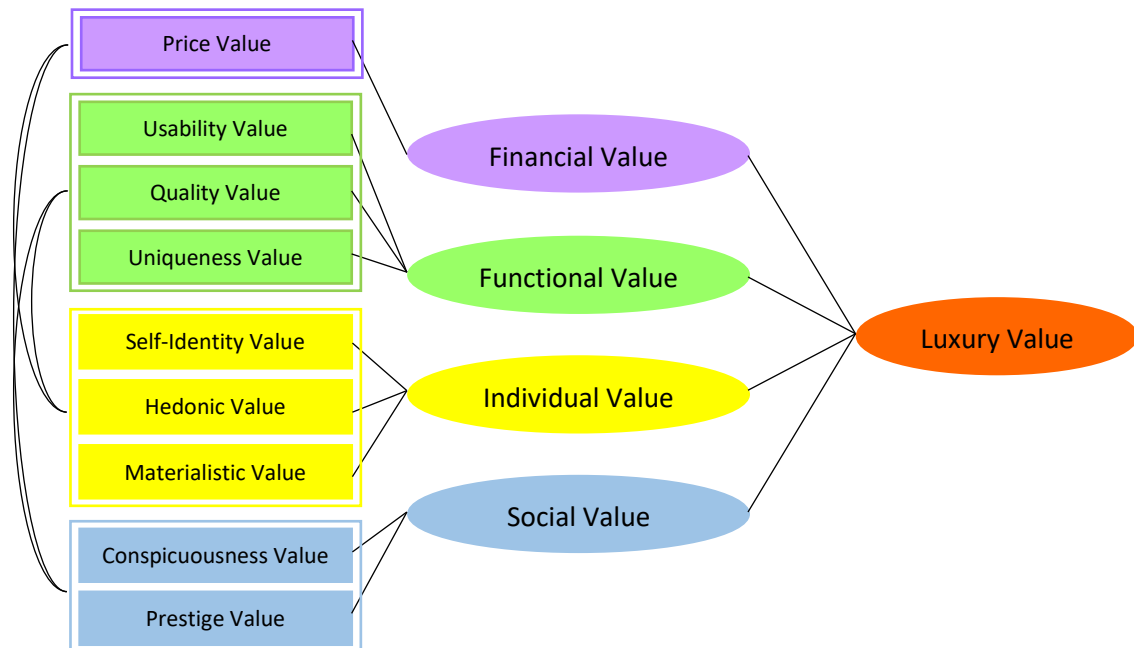 Price Value
Usability Value
Quality Value
Uniqueness Value
Self-Identity Value
Hedonic Value
Materialistic Value
Conspicuousness Value
Prestige Value
Financial Value
Functional Value
Individual Value
Social Value
Luxury Value